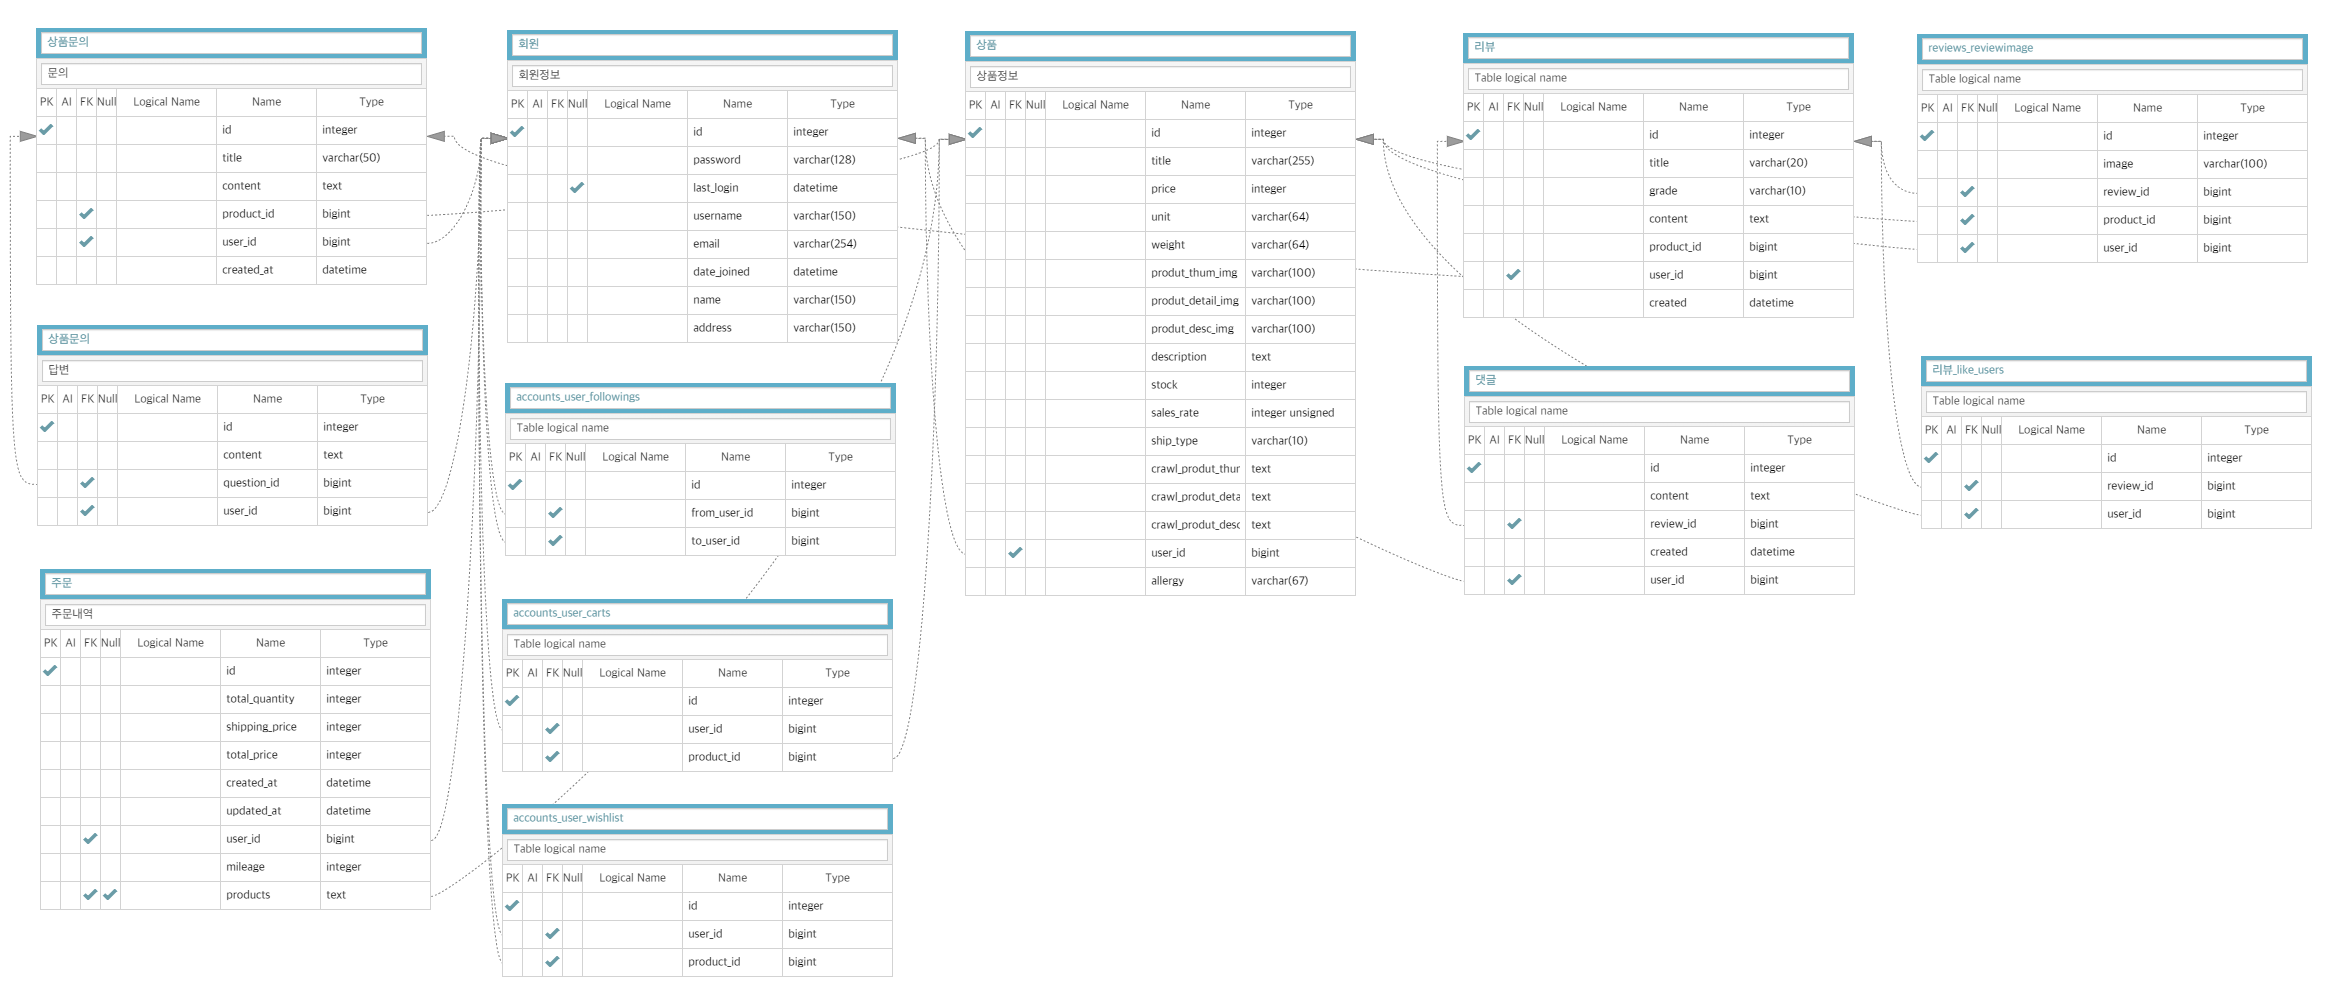 상품문의
문의
PK AI FK Null Logical Name Name Type
id integer
title varchar(50)
content text
product_id bigint
user_id bigint
created_at datetime
상품문의
답변
PK AI FK Null Logical Name Name Type
id integer
content text
question_id bigint
user_id bigint
주문
주문내역
PK AI FK Null Logical Name Name Type
id integer
total_quantity integer
shipping_price integer
total_price integer
created_at datetime
updated_at datetime
user_id bigint
mileage integer
products text
회원
회원정보
PK AI FK Null Logical Name Name Type
id integer
password varchar(128)
last_login datetime
username varchar(150)
email varchar(254)
date_joined datetime
name varchar(150)
address varchar(150)
accounts_user_followings
Table logical name
PK AI FK Null Logical Name Name Type
id integer
from_user_id bigint
to_user_id bigint
accounts_user_carts
Table logical name
PK AI FK Null Logical Name Name Type
id integer
user_id bigint
product_id bigint
accounts_user_wishlist
Table logical name
PK AI FK Null Logical Name Name Type
id integer
user_id bigint
product_id bigint
상품
상품정보
PK AI FK Null Logical Name Name Type
id integer
title varchar(255)
price integer
unit varchar(64)
weight varchar(64)
produt_thum_img varchar(100)
produt_detail_img varchar(100)
produt_desc_img varchar(100)
description text
stock integer
sales_rate integer unsigned
ship_type varchar(10)
crawl_produt_thur text
crawl_produt_deta text
crawl_produt_desc text
user_id bigint
allergy varchar(67)
리뷰
Table logical name
PK AI FK Null Logical Name Name Type
id integer
title varchar(20)
grade varchar(10)
content text
product_id bigint
user_id bigint
created datetime
댓글
Table logical name
PK AI FK Null Logical Name Name Type
id integer
content text
review_id bigint
created datetime
user_id bigint
reviews_reviewimage
Table logical name
PK AI FK Null Logical Name Name Type
id integer
image varchar(100)
review_id bigint
product_id bigint
user_id bigint
리뷰_like_users
Table logical name
PK AI FK Null Logical Name Name Type
id integer
review_id bigint
user_id bigint